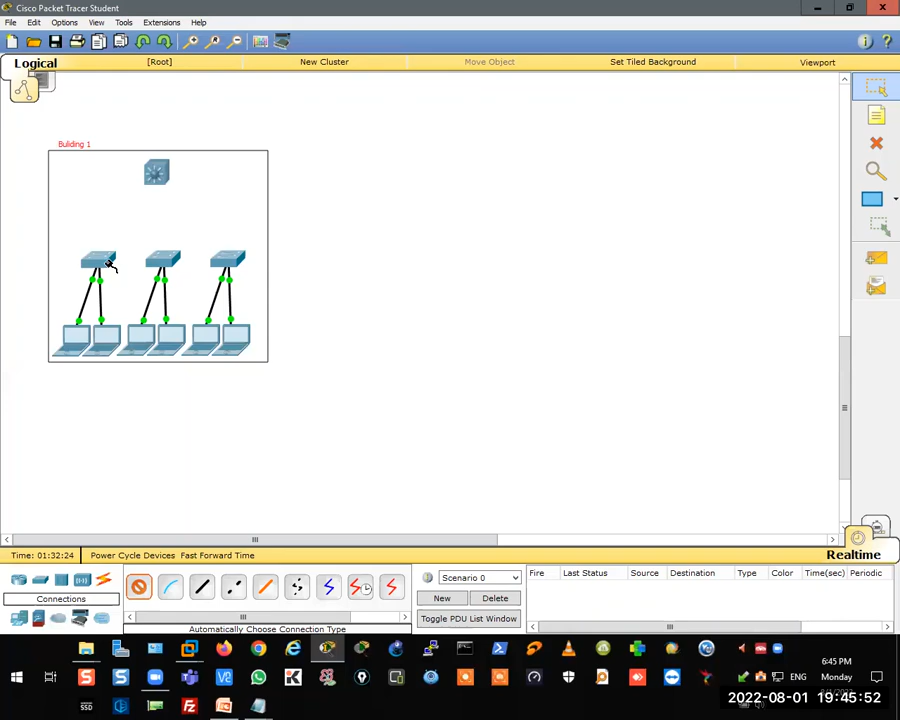 Cisco Packet Tracer Student
File Edit Options View Tools Extensions Help
Logical [Root] New Cluster Move Object Set Tiled Background Viewport
Buliding 1
Time: 01:32:24 Power Cycle Devices Fast Forward Time
Realtime
Scenario 0
Fire Last Status Source Destination Type Color Time(sec) Periodic
Connections
New Delete
Toggle PDU List Window
Automatically Choose Connection Type
6:45 PM
ENG Monday
2022-08-01 19:45:52
SSD